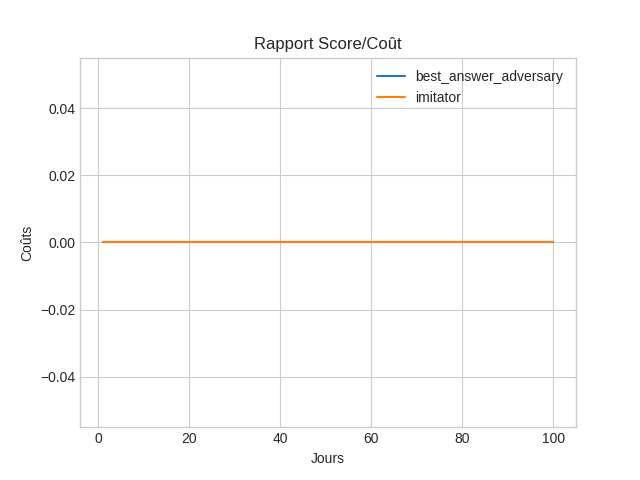 Rapport Score/Coût
best_answer_adversary
imitator
0.04
0.02
0.00
−0.02
−0.04
Coûts
0
20
40
60
80
100
Jours